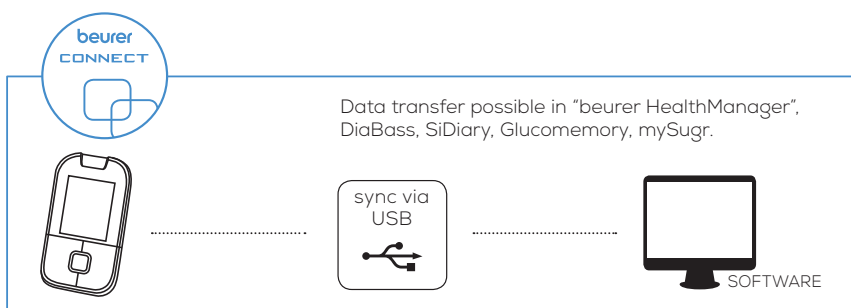 beurer
CONNECT
Data transfer possible in “beurer HealthManager”,
DiaBass, SiDiary, Glucomemory, mySugr.
sync via
USB
SOFTWARE